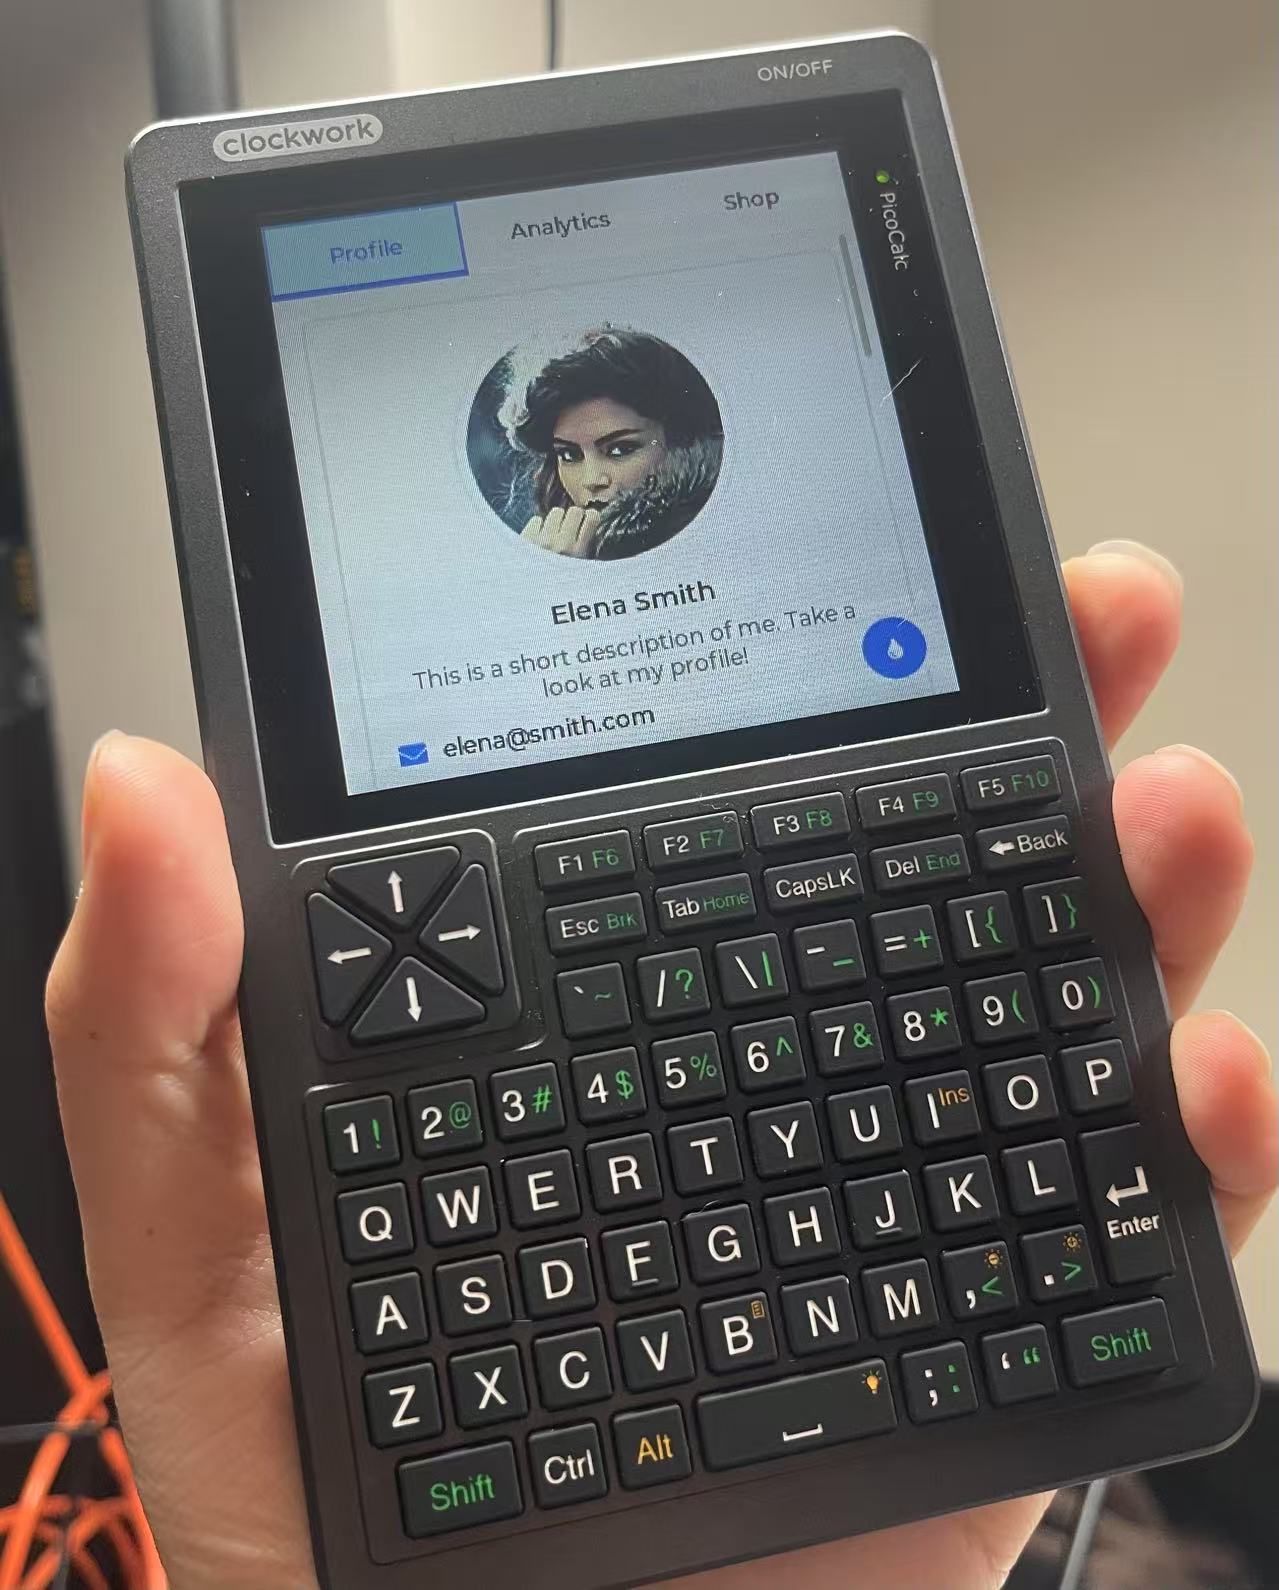 ON/OFF
clockwork
PicoCalc
Profile Analytics Shop
Elena Smith
This is a short description of me. Take a
look at my profile!
elena@smith.com
F1 F6 F2 F7 F3 F8 F4 F9 F5 F10
Esc Brk Tab Home CapsLK Del End Back
` ~ / ? \ | - _ = + [ { ] }
1 ! 2 @ 3 # 4 $ 5 % 6 ^ 7 & 8 * 9 ( 0 )
Q W E R T Y U I Ins O P
A S D F G H J K L Enter
Z X C V B N M , < . >
Shift Ctrl Alt ; : ‘ “ Shift